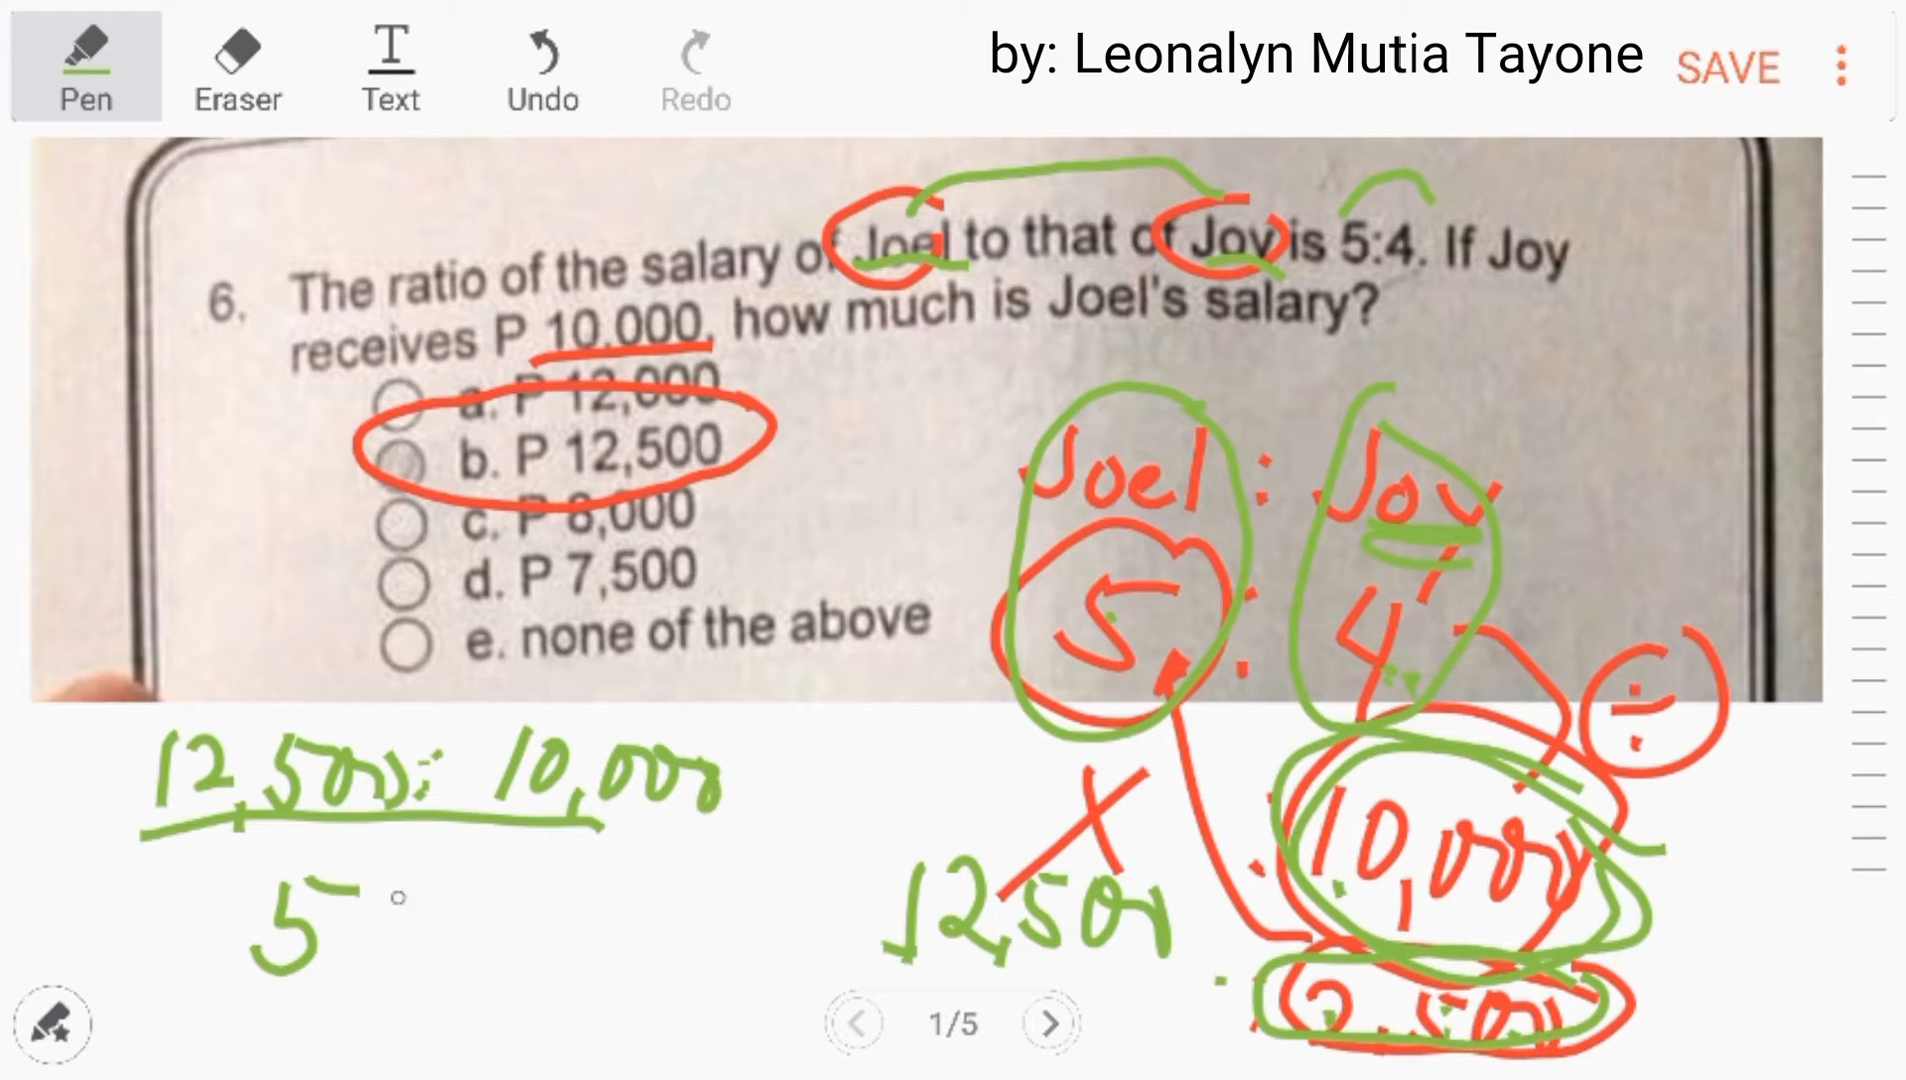 by: Leonalyn Mutia Tayone
SAVE
Pen
Eraser
Text
Undo
Redo
6. The ratio of the salary of Joel to that of Joy is 5:4. If Joy
receives P 10,000, how much is Joel's salary?
a. P 12,000
b. P 12,500
c. P 8,000
d. P 7,500
e. none of the above
Joel : Joy
5 : 4
÷
12,500 : 10,000
: 10,000
5
12,500
2,500
1/5